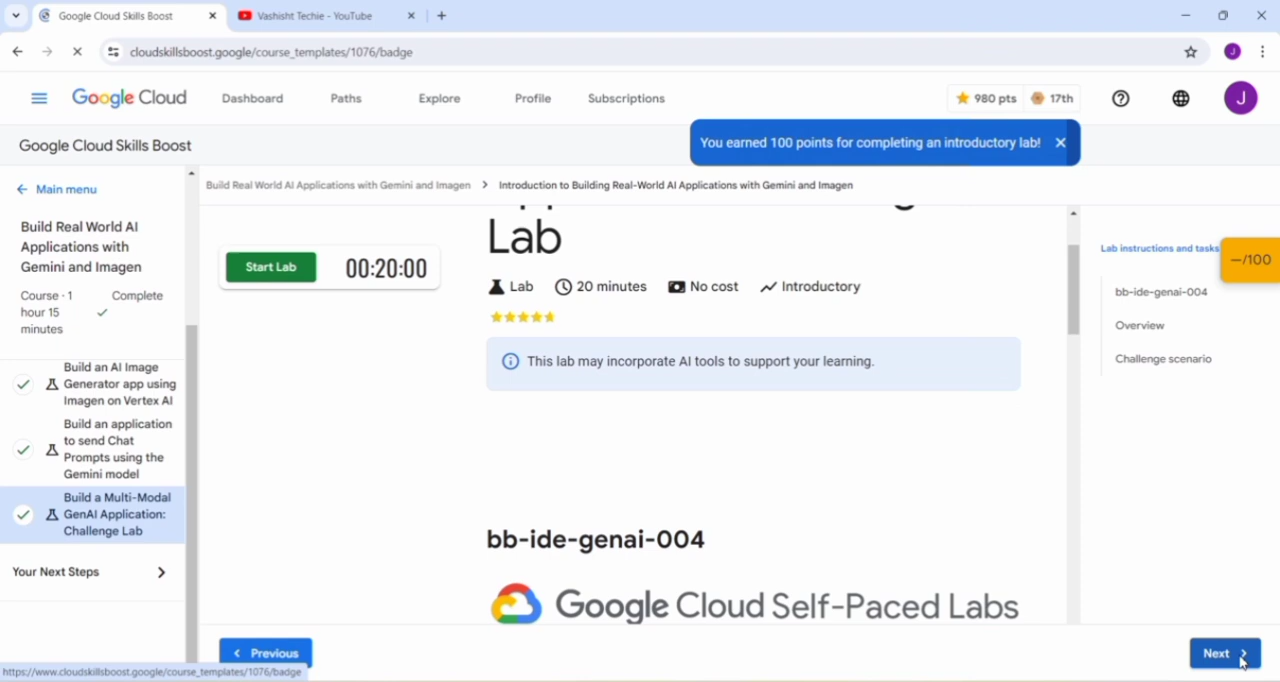 Google Cloud Skills Boost
Vashisht Techie - YouTube
cloudskillsboost.google/course_templates/1076/badge
J
Google Cloud
Dashboard
Paths
Explore
Profile
Subscriptions
980 pts
17th
J
Google Cloud Skills Boost
You earned 100 points for completing an introductory lab!
Main menu
Build Real World AI Applications with Gemini and Imagen
Introduction to Building Real-World AI Applications with Gemini and Imagen
Build Real World AI
Applications with
Gemini and Imagen
Course · 1
hour 15
minutes
Complete
Build an AI Image
Generator app using
Imagen on Vertex AI
Build an application
to send Chat
Prompts using the
Gemini model
Build a Multi-Modal
GenAI Application:
Challenge Lab
Your Next Steps
Start Lab
00:20:00
Lab
Lab
20 minutes
No cost
Introductory
This lab may incorporate AI tools to support your learning.
bb-ide-genai-004
Google Cloud Self-Paced Labs
Lab instructions and tasks
—/100
bb-ide-genai-004
Overview
Challenge scenario
Previous
Next
https://www.cloudskillsboost.google/course_templates/1076/badge